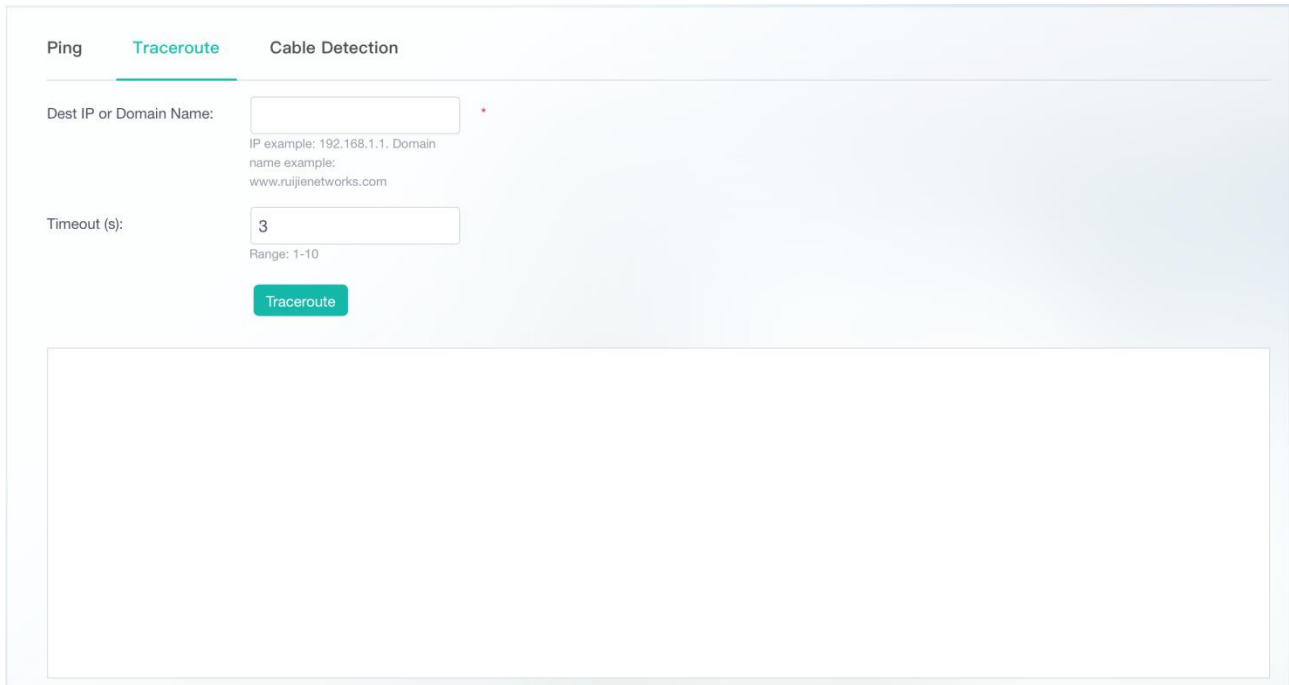 Ping Traceroute Cable Detection
Dest IP or Domain Name: *
IP example: 192.168.1.1. Domain
name example:
www.ruijienetworks.com
Timeout (s): 3
Range: 1-10
Traceroute